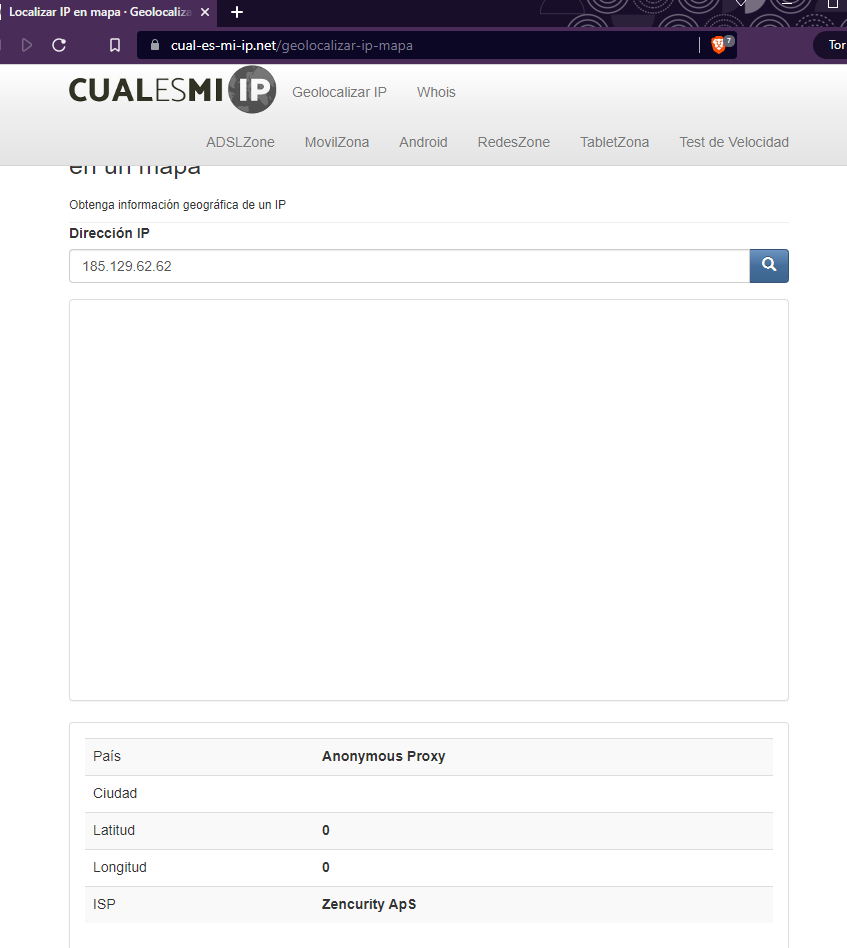 Localizar IP en mapa · Geolocaliza
cual-es-mi-ip.net/geolocalizar-ip-mapa
7
Tor
CUALESMI IP
Geolocalizar IP
Whois
ADSLZone
MovilZona
Android
RedesZone
TabletZona
Test de Velocidad
en un mapa
Obtenga información geográfica de un IP
Dirección IP
185.129.62.62
País Anonymous Proxy
Ciudad
Latitud 0
Longitud 0
ISP Zencurity ApS